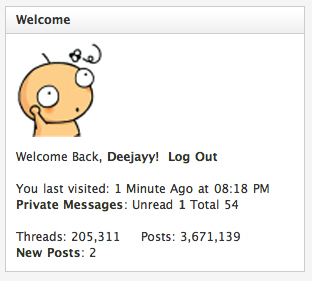 Welcome
Welcome Back, Deejayy! Log Out
You last visited: 1 Minute Ago at 08:18 PM
Private Messages: Unread 1 Total 54
Threads: 205,311 Posts: 3,671,139
New Posts: 2